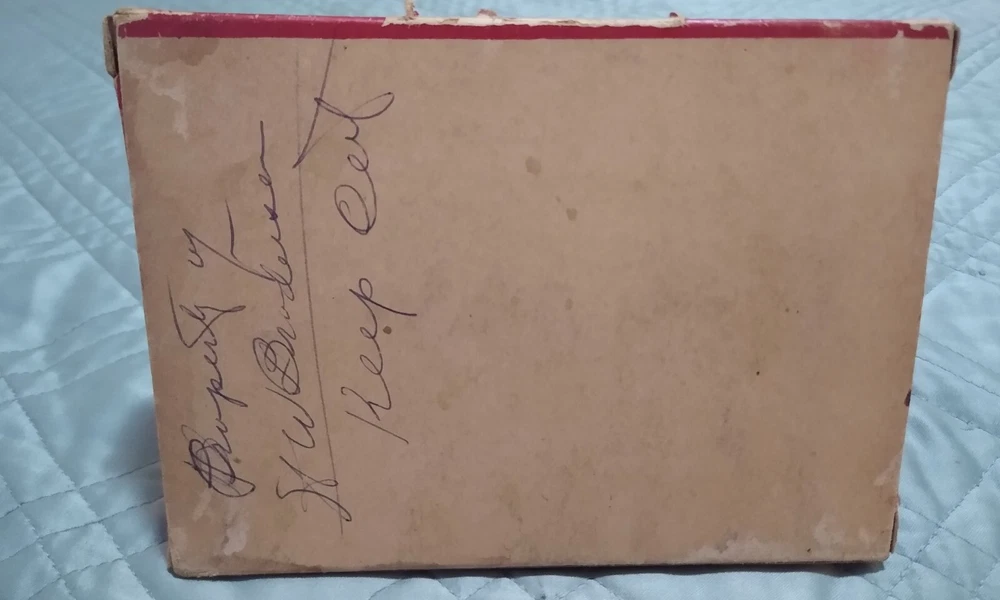 Property of
H W
Keep Out